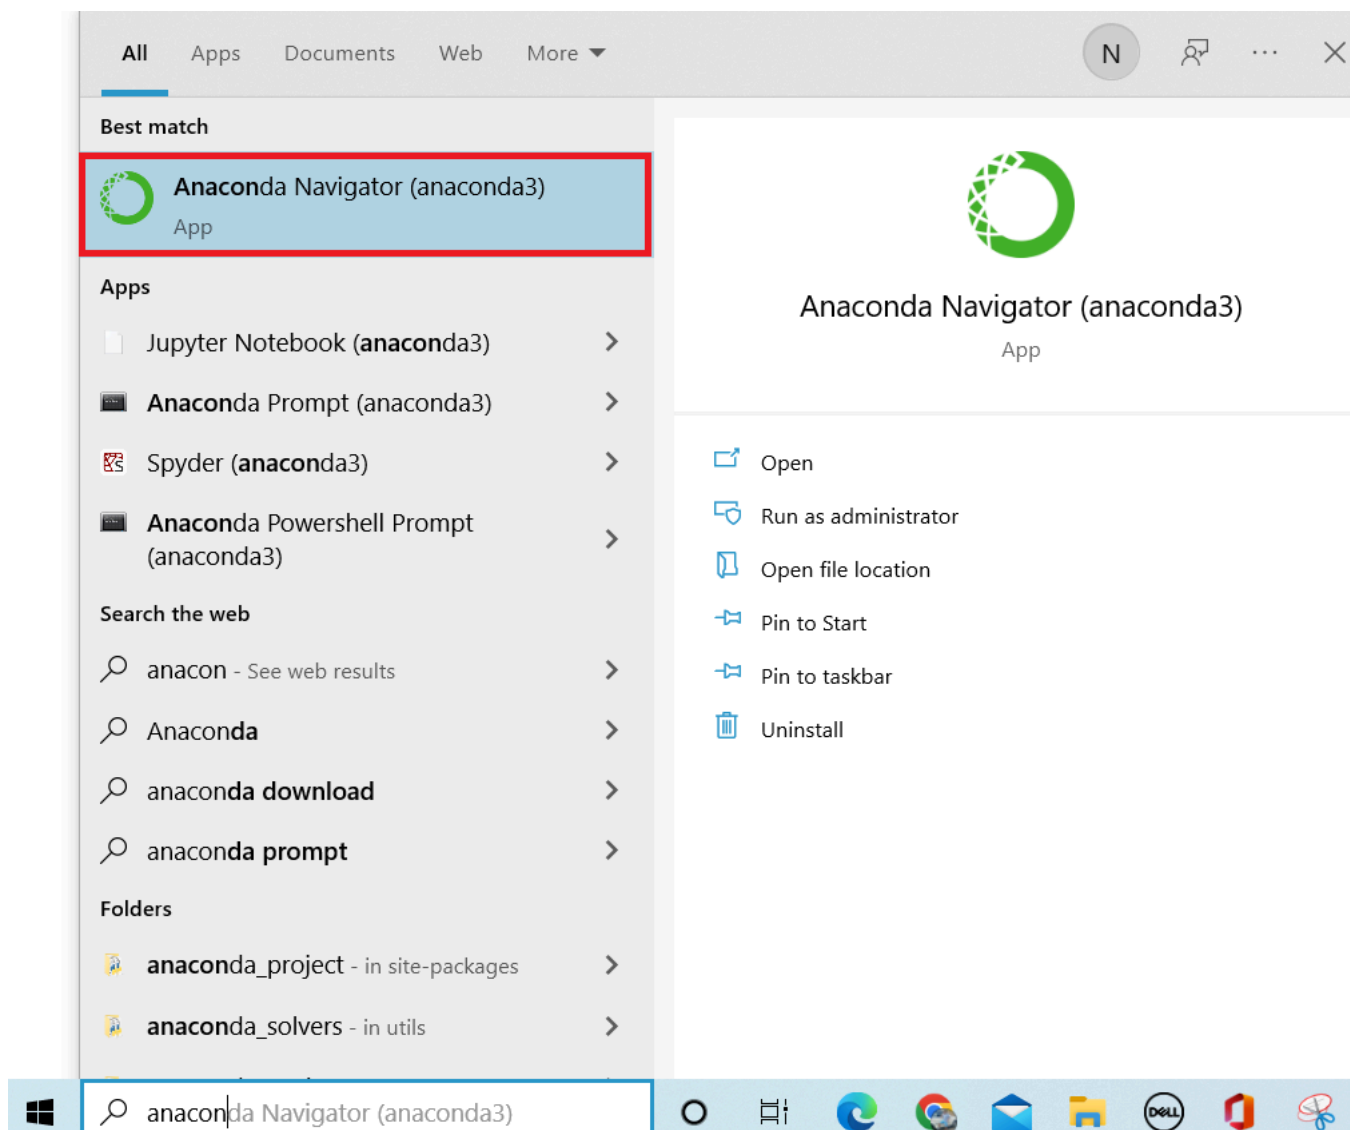 All Apps Documents Web More N
Best match
Anaconda Navigator (anaconda3)
App
Apps
Jupyter Notebook (anaconda3)
Anaconda Prompt (anaconda3)
Spyder (anaconda3)
Anaconda Powershell Prompt
(anaconda3)
Search the web
anacon - See web results
Anaconda
anaconda download
anaconda prompt
Folders
anaconda_project - in site-packages
anaconda_solvers - in utils
Anaconda Navigator (anaconda3)
App
Open
Run as administrator
Open file location
Pin to Start
Pin to taskbar
Uninstall
anaconda Navigator (anaconda3)
DELL